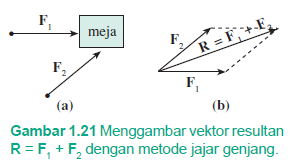 F₁
meja
F₂
(a)
F₂
R = F₁ + F₂
F₁
(b)
Gambar 1.21 Menggambar vektor resultan
R = F₁ + F₂ dengan metode jajar genjang.